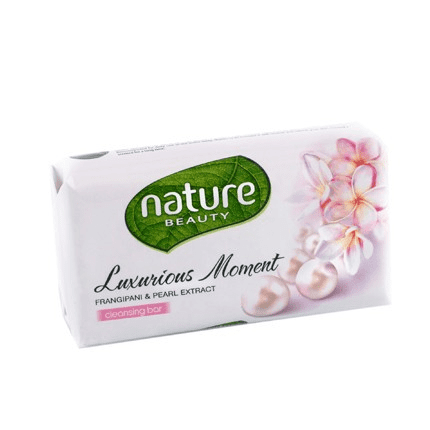 nature
BEAUTY
Luxurious Moment
FRANGIPANI & PEARL EXTRACT
cleansing bar